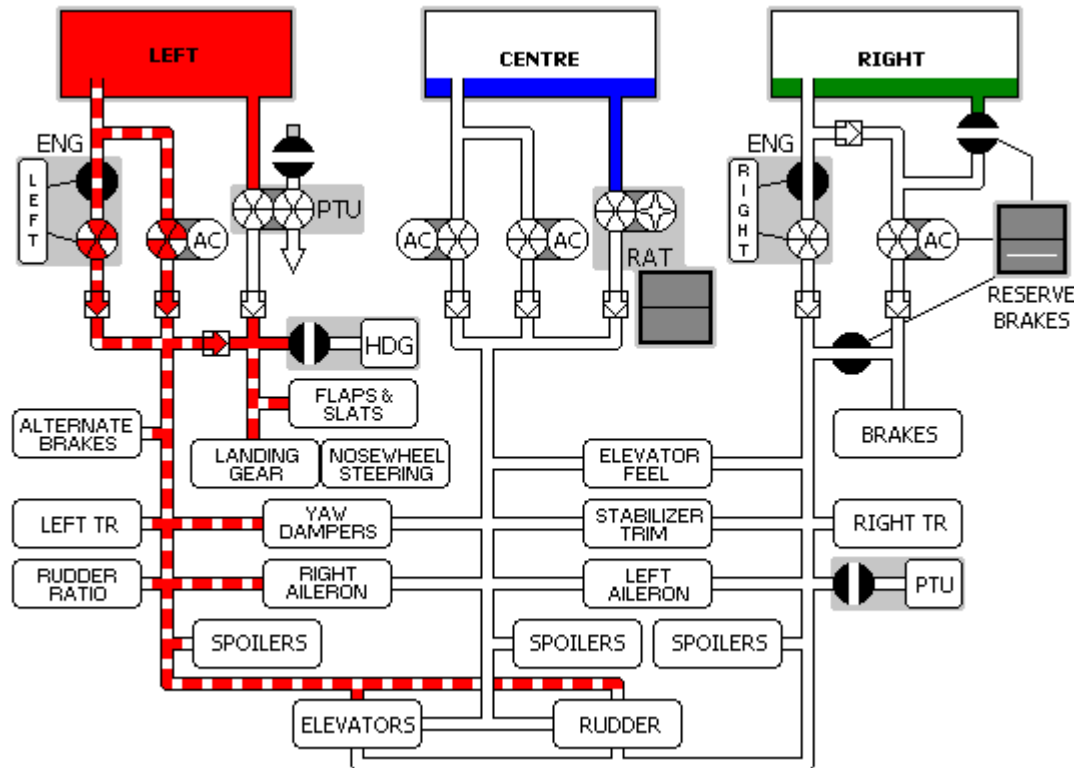 LEFT
CENTRE
RIGHT
ENG
LEFT
AC
PTU
AC
AC
RAT
ENG
RIGHT
AC
RESERVE
BRAKES
HDG
FLAPS &
SLATS
ALTERNATE
BRAKES
LANDING
GEAR
NOSEWHEEL
STEERING
ELEVATOR
FEEL
BRAKES
LEFT TR
YAW
DAMPERS
STABILIZER
TRIM
RIGHT TR
RUDDER
RATIO
RIGHT
AILERON
LEFT
AILERON
PTU
SPOILERS
SPOILERS
SPOILERS
ELEVATORS
RUDDER